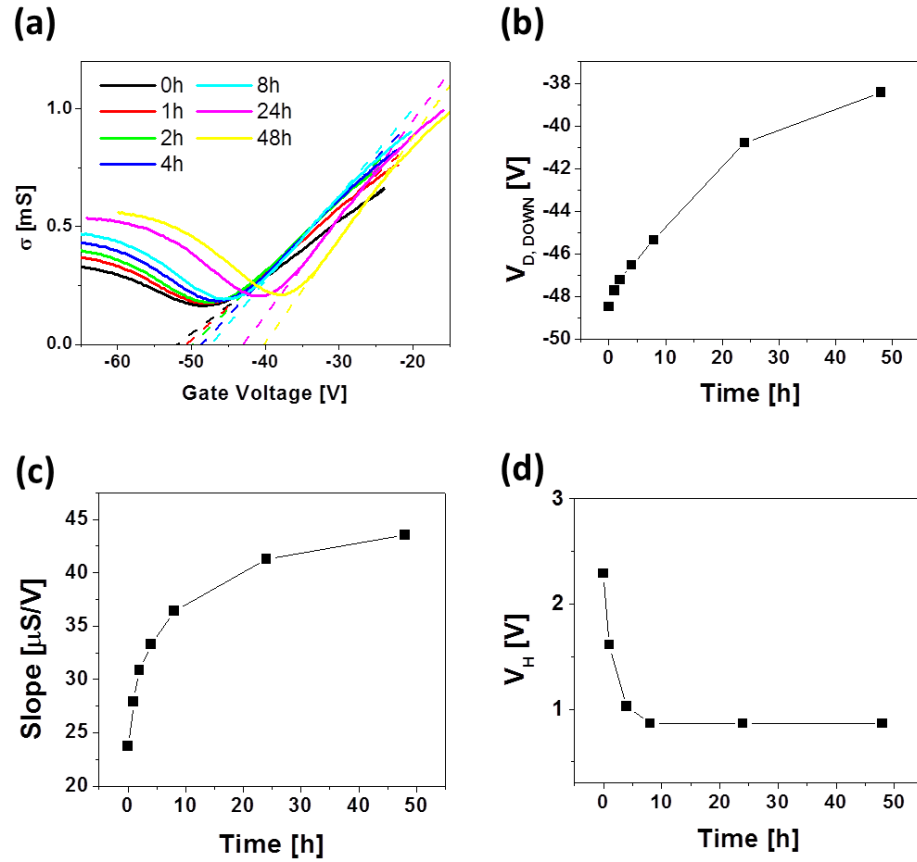 (a)
0h
1h
2h
4h
8h
24h
48h
1.0
0.5
0.0
σ [mS]
-60
-50
-40
-30
-20
Gate Voltage [V]
(b)
-38
-40
-42
-44
-46
-48
-50
V_D, DOWN [V]
0
10
20
30
40
50
Time [h]
(c)
45
40
35
30
25
20
Slope [μS/V]
0
10
20
30
40
50
Time [h]
(d)
3
2
1
V_H [V]
0
10
20
30
40
50
Time [h]